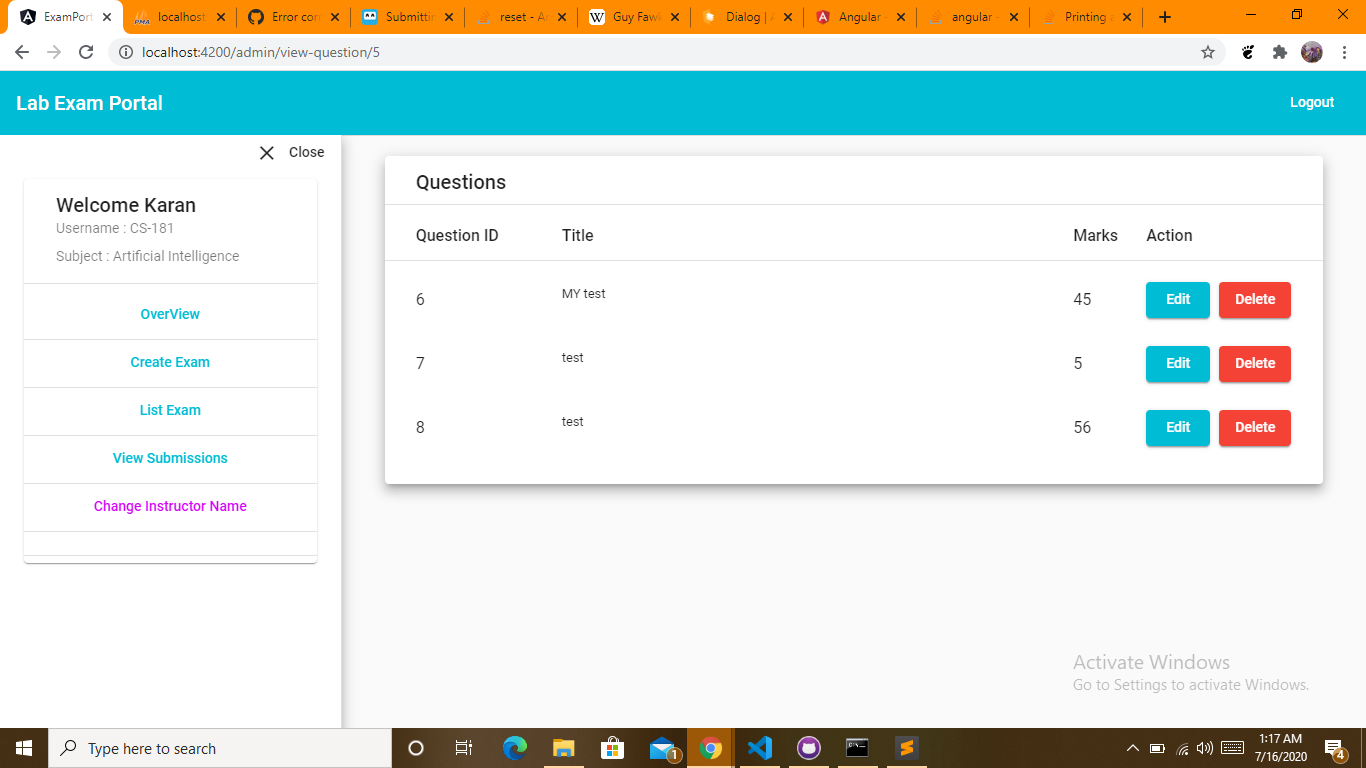 ExamPort
localhost
Error con
Submittin
reset - An
Guy Fawk
Dialog | A
Angular -
angular -
Printing a
localhost:4200/admin/view-question/5
Lab Exam Portal
Logout
Close
Welcome Karan
Username : CS-181
Subject : Artificial Intelligence
OverView
Create Exam
List Exam
View Submissions
Change Instructor Name
Questions
Question ID Title Marks Action
6 MY test 45 Edit Delete
7 test 5 Edit Delete
8 test 56 Edit Delete
Activate Windows
Go to Settings to activate Windows.
Type here to search
1
1:17 AM
7/16/2020
4